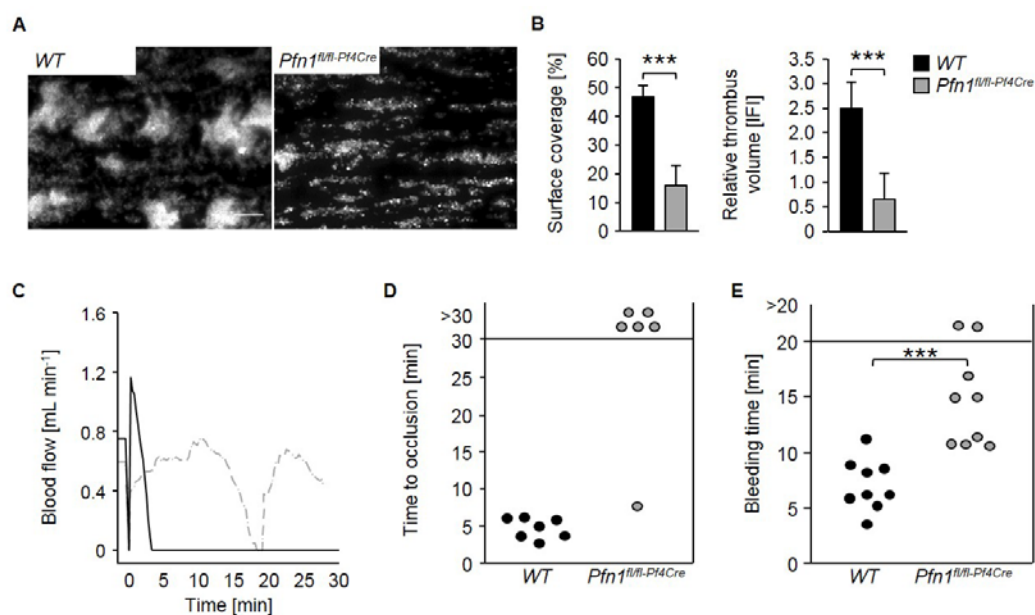 A
WT
Pfn1fl/fl-Pf4Cre
B
Surface coverage [%]
60
50
40
30
20
10
0
***
Relative thrombus
volume [IFI]
3.5
3.0
2.5
2.0
1.5
1.0
0.5
0
***
WT
Pfn1fl/fl-Pf4Cre
C
Blood flow [mL min-1]
1.6
1.2
0.8
0.4
0
0 5 10 15 20 25 30
Time [min]
D
Time to occlusion [min]
>30
30
25
20
15
10
5
0
WT Pfn1fl/fl-Pf4Cre
E
Bleeding time [min]
>20
20
15
10
5
0
***
WT Pfn1fl/fl-Pf4Cre